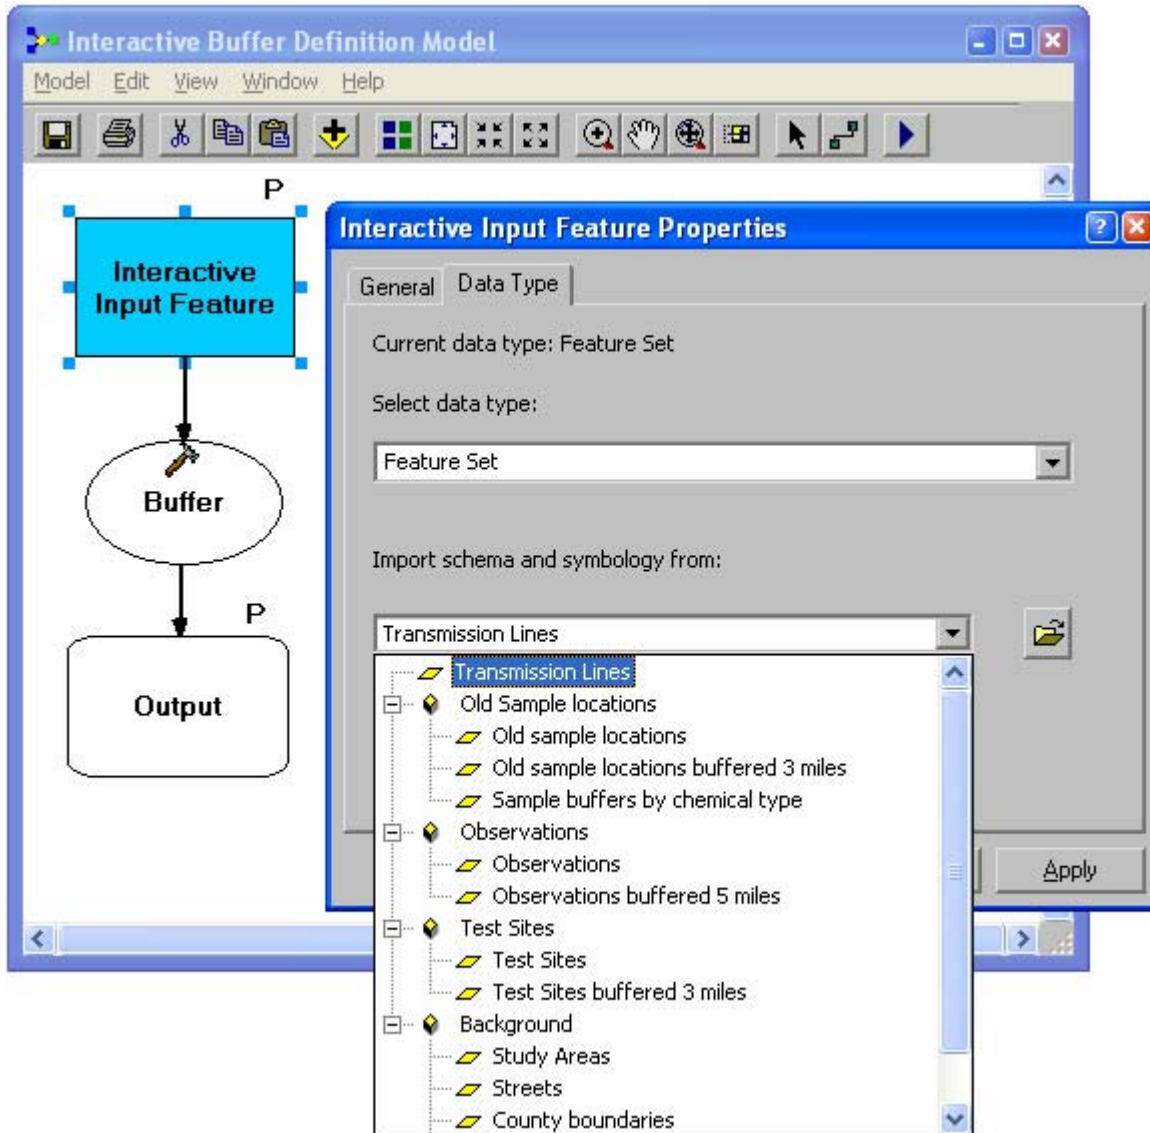 Interactive Buffer Definition Model
Model Edit View Window Help
P
Interactive
Input Feature
Buffer
P
Output
Interactive Input Feature Properties
General
Data Type
Current data type: Feature Set
Select data type:
Feature Set
Import schema and symbology from:
Transmission Lines
Transmission Lines
Old Sample locations
Old sample locations
Old sample locations buffered 3 miles
Sample buffers by chemical type
Observations
Observations
Observations buffered 5 miles
Test Sites
Test Sites
Test Sites buffered 3 miles
Background
Study Areas
Streets
County boundaries
Apply